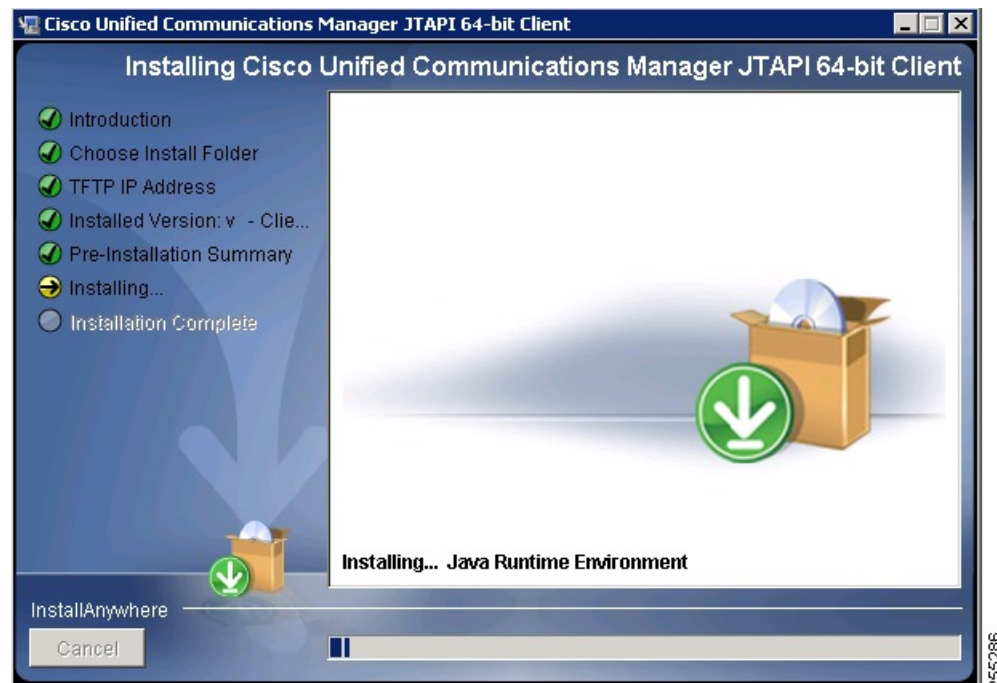 Cisco Unified Communications Manager JTAPI 64-bit Client
Installing Cisco Unified Communications Manager JTAPI 64-bit Client
Introduction
Choose Install Folder
TFTP IP Address
Installed Version: v - Clie...
Pre-Installation Summary
Installing...
Installation Complete
Installing... Java Runtime Environment
InstallAnywhere
Cancel